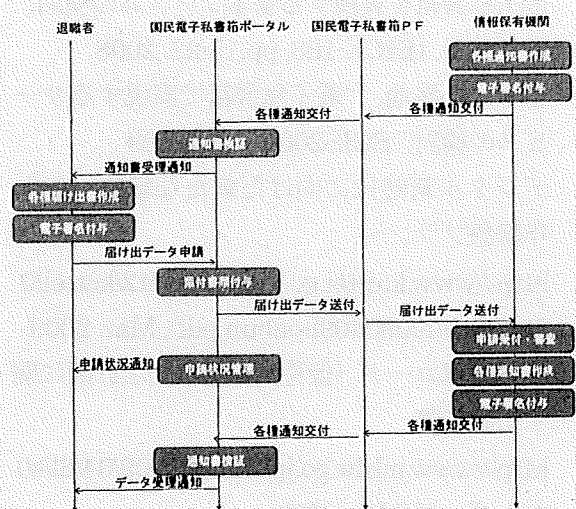 退職者
国民電子私書箱ポータル
国民電子私書箱PF
情報保有機関
各種通知書作成
電子署名付与
各種通知交付
各種通知交付
通知書検証
通知書受理通知
各種届け出書作成
電子署名付与
届け出データ申請
添付書類付与
届け出データ送付
届け出データ送付
申請受付・審査
申請状況通知
申請状況管理
各種通知書作成
電子署名付与
各種通知交付
各種通知交付
通知書検証
データ受理通知